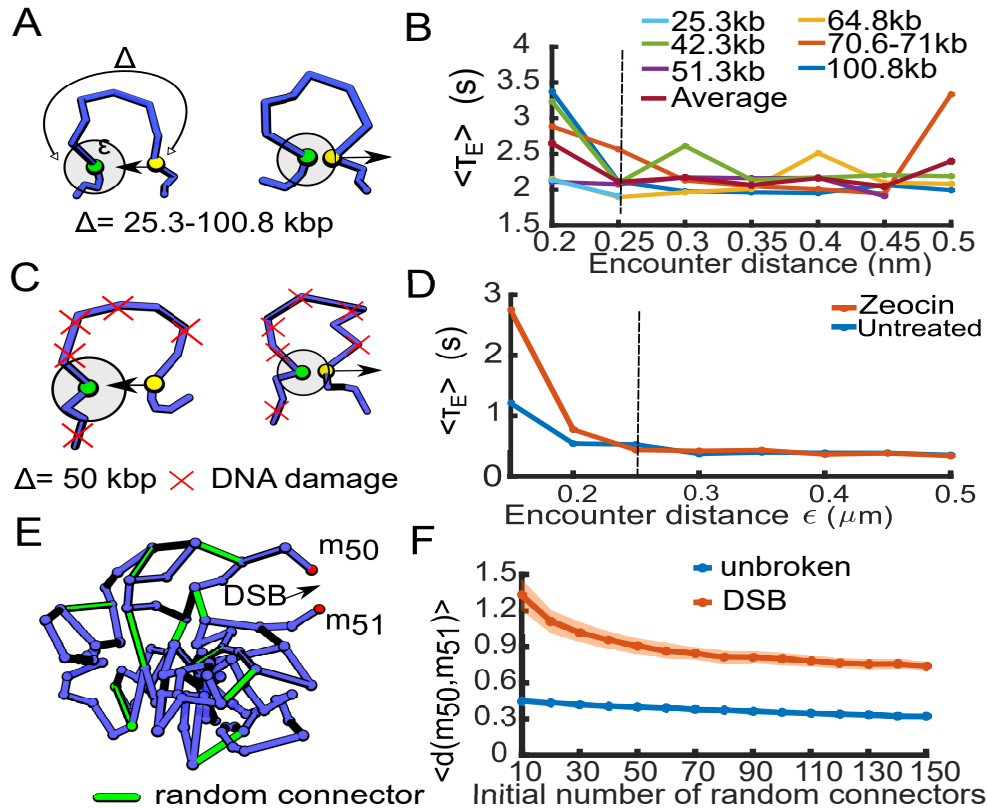 A
Δ
ε
Δ= 25.3-100.8 kbp
B
25.3kb
42.3kb
51.3kb
Average
64.8kb
70.6-71kb
100.8kb
<τE> (s)
4
3.5
3
2.5
2
1.5
0.2 0.25 0.3 0.35 0.4 0.45 0.5
Encounter distance (nm)
C
Δ= 50 kbp
DNA damage
D
Zeocin
Untreated
<τE> (s)
3
2
1
0
0.2 0.3 0.4 0.5
Encounter distance ϵ (μm)
E
m50
DSB
m51
random connector
F
unbroken
DSB
<d(m50,m51)>
1.5
1.2
0.9
0.6
0.3
0
10 30 50 70 90 110 130 150
Initial number of random connectors